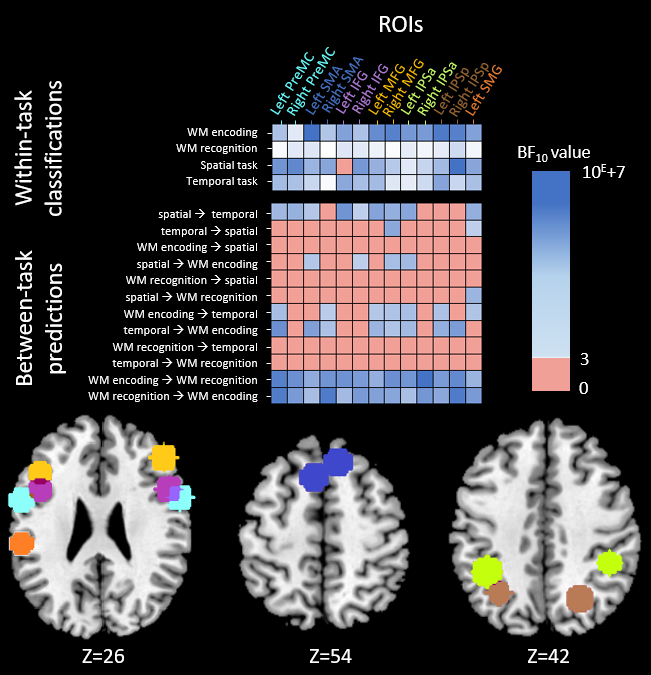 ROIs
Left PreMC
Right PreMC
Left SMA
Right SMA
Left IFG
Right IFG
Left MFG
Right MFG
Left IPSa
Right IPSa
Left IPSp
Right IPSp
Left SMG
Within-task
classifications
WM encoding
WM recognition
Spatial task
Temporal task
Between-task
predictions
spatial → temporal
temporal → spatial
WM encoding → spatial
spatial → WM encoding
WM recognition → spatial
spatial → WM recognition
WM encoding → temporal
temporal → WM encoding
WM recognition → temporal
temporal → WM recognition
WM encoding → WM recognition
WM recognition → WM encoding
BF10 value
10E+7
3
0
Z=26
Z=54
Z=42